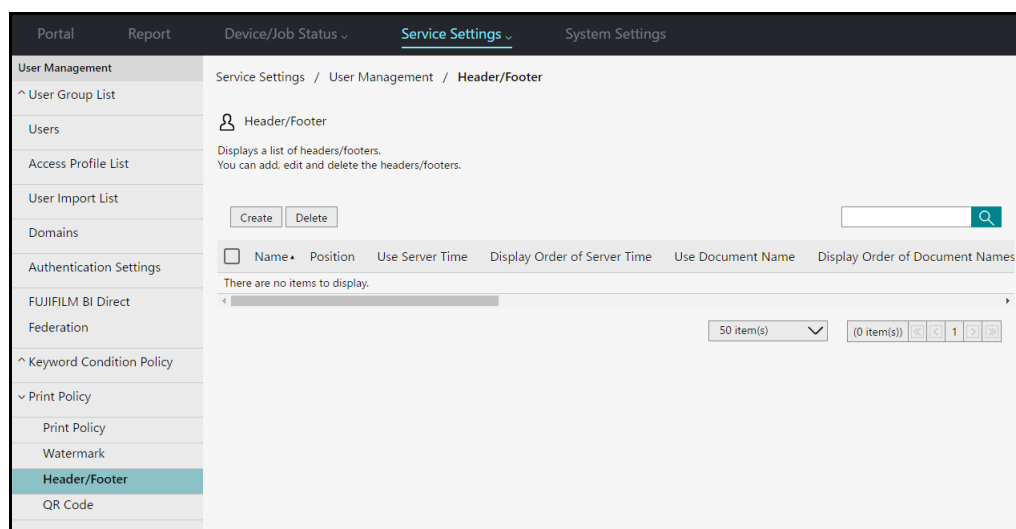 Portal Report Device/Job Status Service Settings System Settings
User Management
User Group List
Users
Access Profile List
User Import List
Domains
Authentication Settings
FUJIFILM BI Direct
Federation
Keyword Condition Policy
Print Policy
Print Policy
Watermark
Header/Footer
QR Code
Service Settings / User Management / Header/Footer
Header/Footer
Displays a list of headers/footers.
You can add, edit and delete the headers/footers.
Create Delete
Name Position Use Server Time Display Order of Server Time Use Document Name Display Order of Document Names
There are no items to display.
50 item(s) (0 item(s)) 1